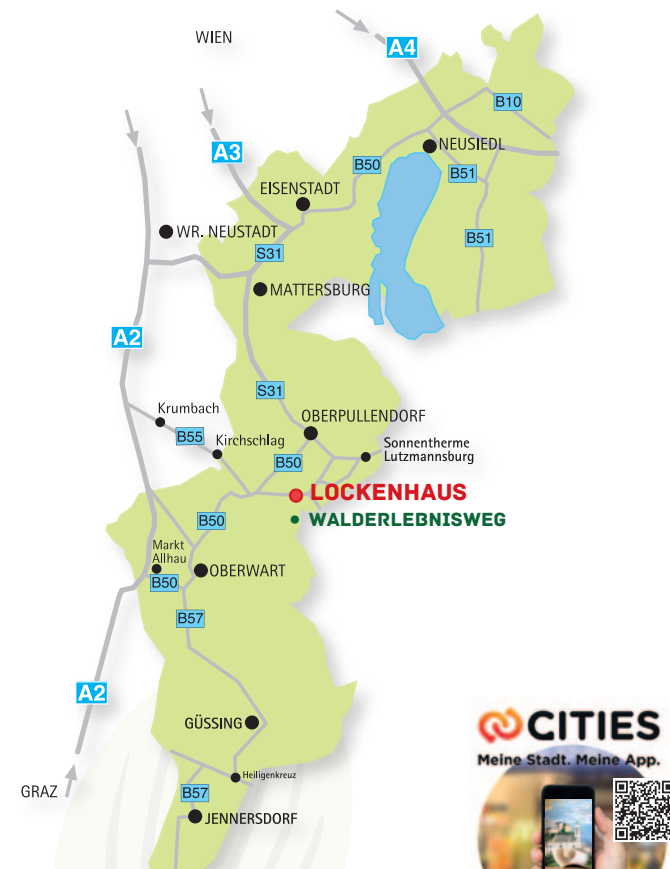 WIEN
A4
B10
A3
NEUSIEDL
B50
B51
EISENSTADT
WR. NEUSTADT
B51
S31
MATTERSBURG
A2
S31
Krumbach
OBERPULLENDORF
B55
Kirchschlag
Sonnentherme
Lutzmannsburg
B50
LOCKENHAUS
B50
WALDERLEBNISWEG
Markt
Allhau
OBERWART
B50
B57
A2
GÜSSING
CITIES
Meine Stadt. Meine App.
Heiligenkreuz
GRAZ
B57
JENNERSDORF